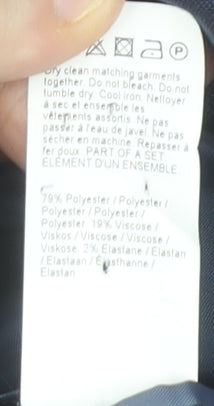 P
Dry clean matching garments
together. Do not bleach. Do not
tumble dry. Cool iron. Nettoyer
à sec et ensemble les
vêtements assortis. Ne pas
passer à l'eau de javel. Ne pas
sécher en machine. Repasser à
fer doux. PART OF A SET
ELEMENT D'UN ENSEMBLE.
79% Polyester / Polyester /
Polyester / Polyester /
Polyester. 19% Viscose /
Viskos / Viscose / Viscose /
Viskose. 2% Elastane / Elastan
/ Elastaan / Elasthanne /
Elastan